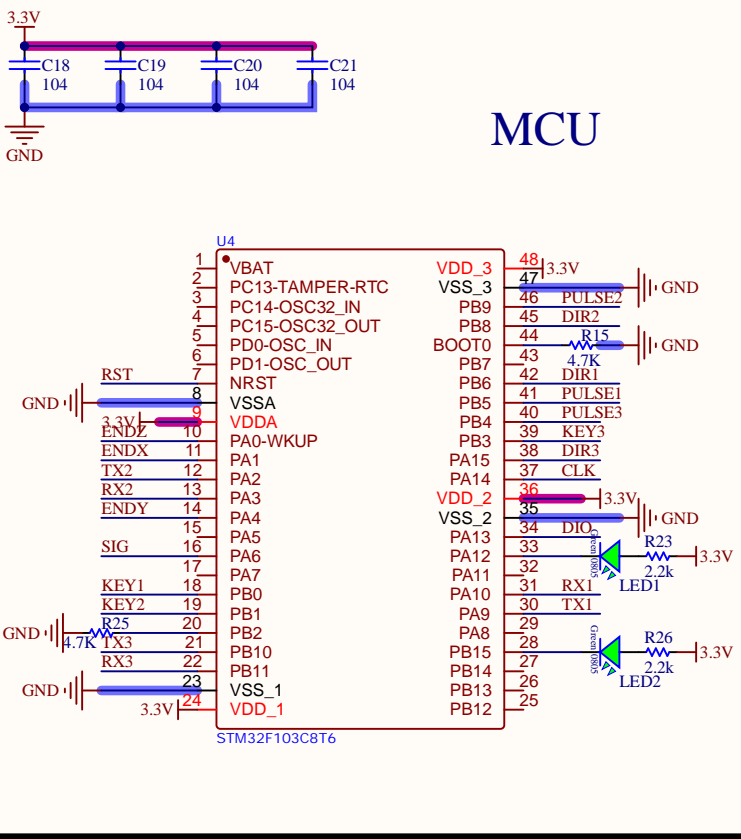 3.3V
C18
104
C19
104
C20
104
C21
104
GND
MCU
U4
1 VBAT
2 PC13-TAMPER-RTC
3 PC14-OSC32_IN
4 PC15-OSC32_OUT
5 PD0-OSC_IN
6 PD1-OSC_OUT
RST 7 NRST
GND 8 VSSA
3.3V 9 VDDA
ENDZ 10 PA0-WKUP
ENDX 11 PA1
TX2 12 PA2
RX2 13 PA3
ENDY 14 PA4
15 PA5
SIG 16 PA6
17 PA7
KEY1 18 PB0
KEY2 19 PB1
GND 4.7K R25 20 PB2
TX3 21 PB10
RX3 22 PB11
GND 23 VSS_1
3.3V 24 VDD_1
VDD_3 48 3.3V
VSS_3 47 GND
PB9 46 PULSE2
PB8 45 DIR2
BOOT0 44 R15 4.7K GND
PB7 43
PB6 42 DIR1
PB5 41 PULSE1
PB4 40 PULSE3
PB3 39 KEY3
PA15 38 DIR3
PA14 37 CLK
VDD_2 36 3.3V
VSS_2 35 GND
PA13 34 DIO
PA12 33 Green 0805 LED1 R23 2.2k 3.3V
PA11 32
PA10 31 RX1
PA9 30 TX1
PA8 29
PB15 28 Green 0805 LED2 R26 2.2k 3.3V
PB14 27
PB13 26
PB12 25
STM32F103C8T6